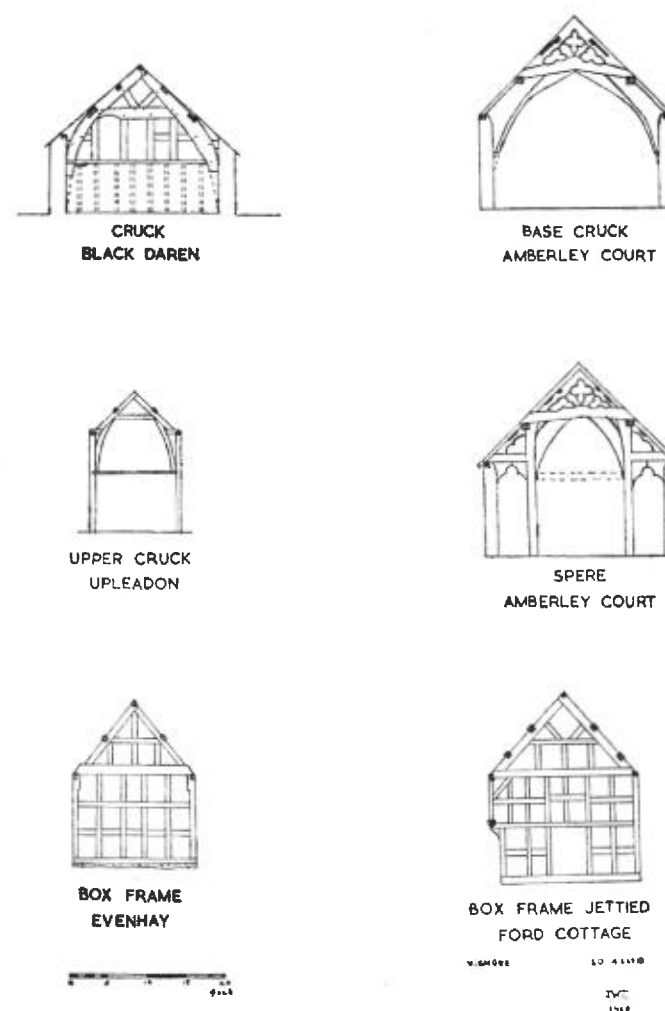 CRUCK
BLACK DAREN
BASE CRUCK
AMBERLEY COURT
UPPER CRUCK
UPLEADON
SPERE
AMBERLEY COURT
BOX FRAME
EVENHAY
BOX FRAME JETTIED
FORD COTTAGE